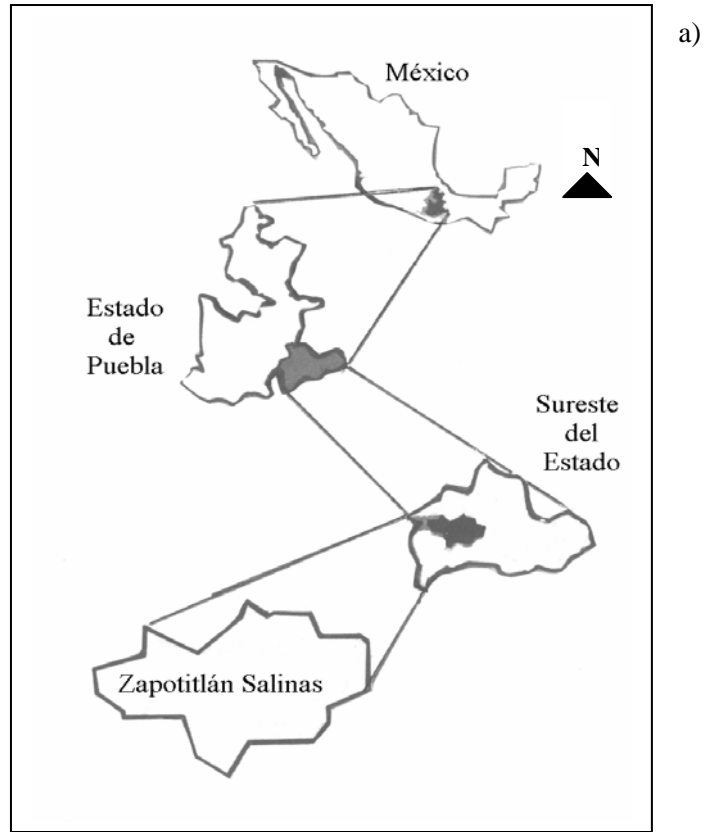 a)
México
N
Estado
de
Puebla
Sureste
del
Estado
Zapotitlán Salinas